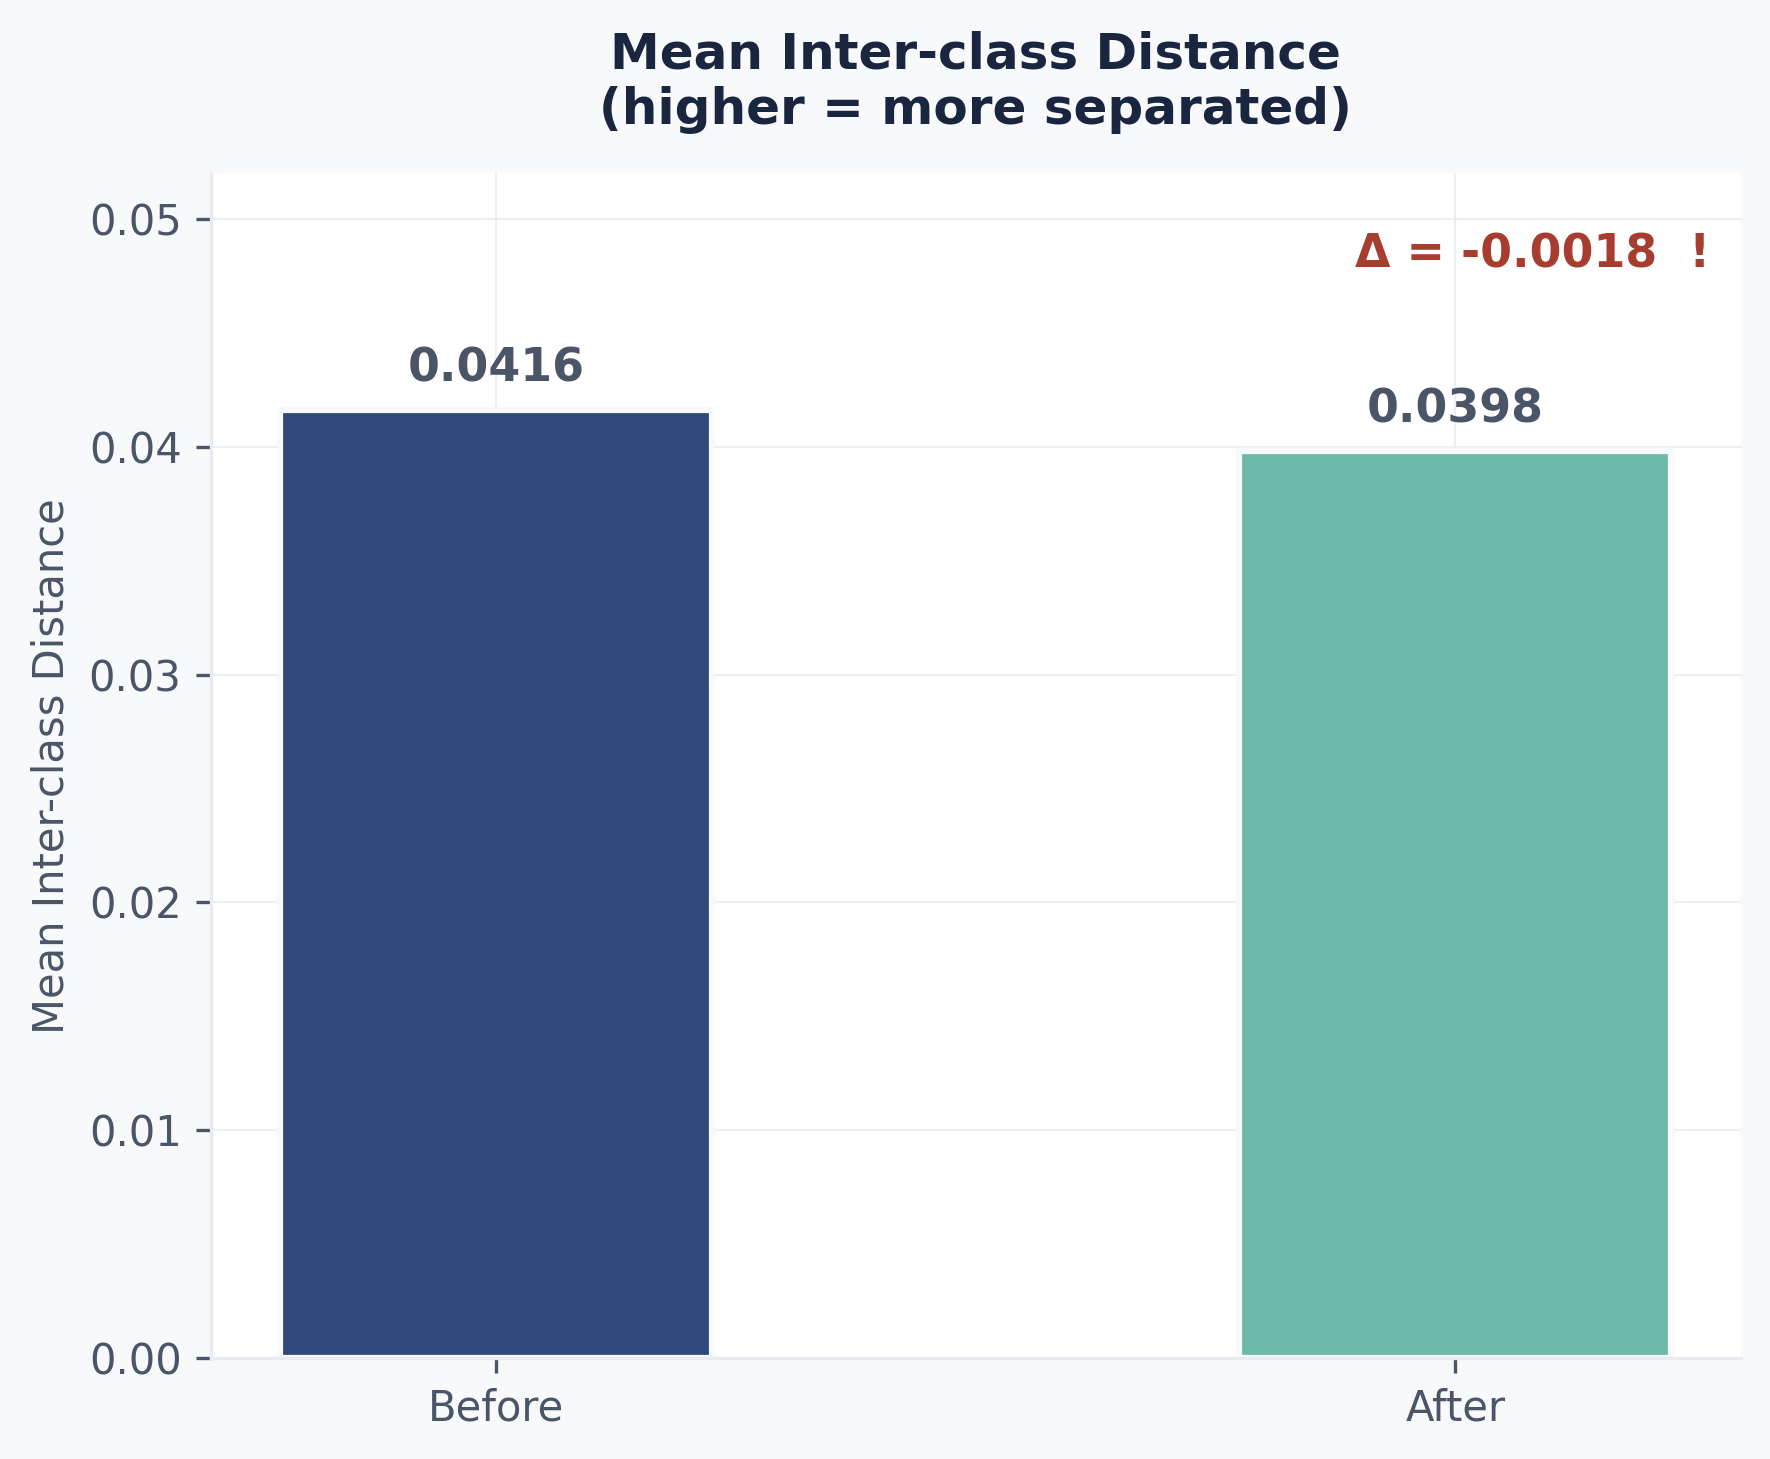 Mean Inter-class Distance
(higher = more separated)
Mean Inter-class Distance
0.05
0.04
0.03
0.02
0.01
0.00
Δ = -0.0018  !
0.0416
0.0398
Before
After